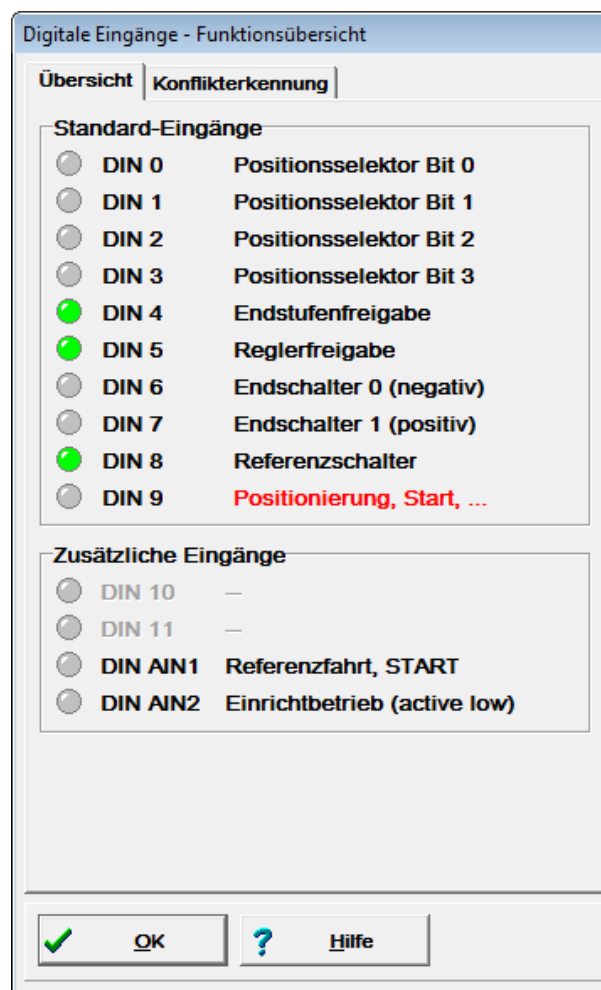 Digitale Eingänge - Funktionsübersicht
Übersicht Konflikterkennung
Standard-Eingänge
DIN 0 Positionsselektor Bit 0
DIN 1 Positionsselektor Bit 1
DIN 2 Positionsselektor Bit 2
DIN 3 Positionsselektor Bit 3
DIN 4 Endstufenfreigabe
DIN 5 Reglerfreigabe
DIN 6 Endschalter 0 (negativ)
DIN 7 Endschalter 1 (positiv)
DIN 8 Referenzschalter
DIN 9 Positionierung, Start, ...
Zusätzliche Eingänge
DIN 10 –
DIN 11 –
DIN AIN1 Referenzfahrt, START
DIN AIN2 Einrichtbetrieb (active low)
OK ? Hilfe